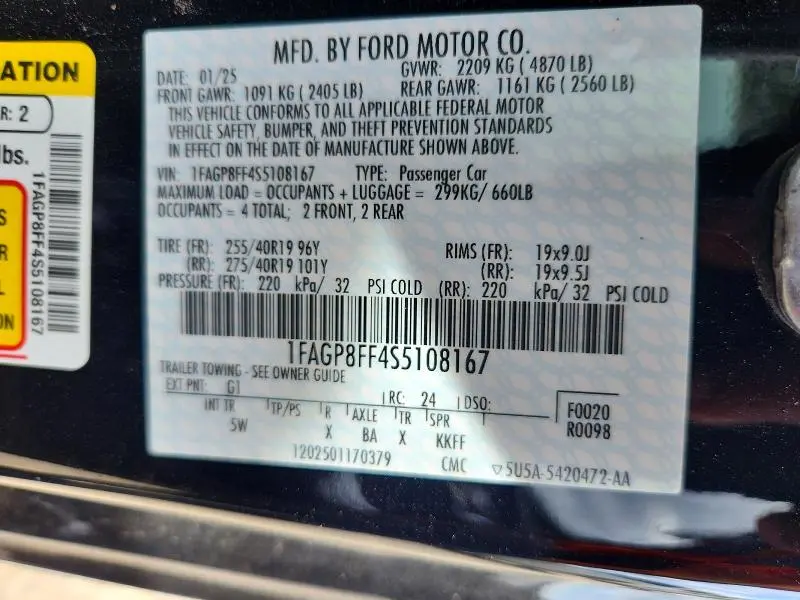 ATION
R: 2
lbs.
S
R
L
ON
1FAGP8FF4S5108167
MFD. BY FORD MOTOR CO.
DATE: 01/25 GVWR: 2209 KG ( 4870 LB)
FRONT GAWR: 1091 KG ( 2405 LB) REAR GAWR: 1161 KG ( 2560 LB)
THIS VEHICLE CONFORMS TO ALL APPLICABLE FEDERAL MOTOR
VEHICLE SAFETY, BUMPER, AND THEFT PREVENTION STANDARDS
IN EFFECT ON THE DATE OF MANUFACTURE SHOWN ABOVE.
VIN: 1FAGP8FF4S5108167 TYPE: Passenger Car
MAXIMUM LOAD = OCCUPANTS + LUGGAGE = 299KG/ 660LB
OCCUPANTS = 4 TOTAL; 2 FRONT, 2 REAR
TIRE (FR): 255/40R19 96Y RIMS (FR): 19x9.0J
(RR): 275/40R19 101Y (RR): 19x9.5J
PRESSURE (FR): 220 kPa/ 32 PSI COLD (RR): 220 kPa/ 32 PSI COLD
1FAGP8FF4S5108167
TRAILER TOWING - SEE OWNER GUIDE
EXT PNT: G1 RC: 24 DSO:
INT TR TP/PS R AXLE TR SPR F0020
5W X BA X KKFF R0098
1202501170379 CMC ▽5U5A-5420472-AA